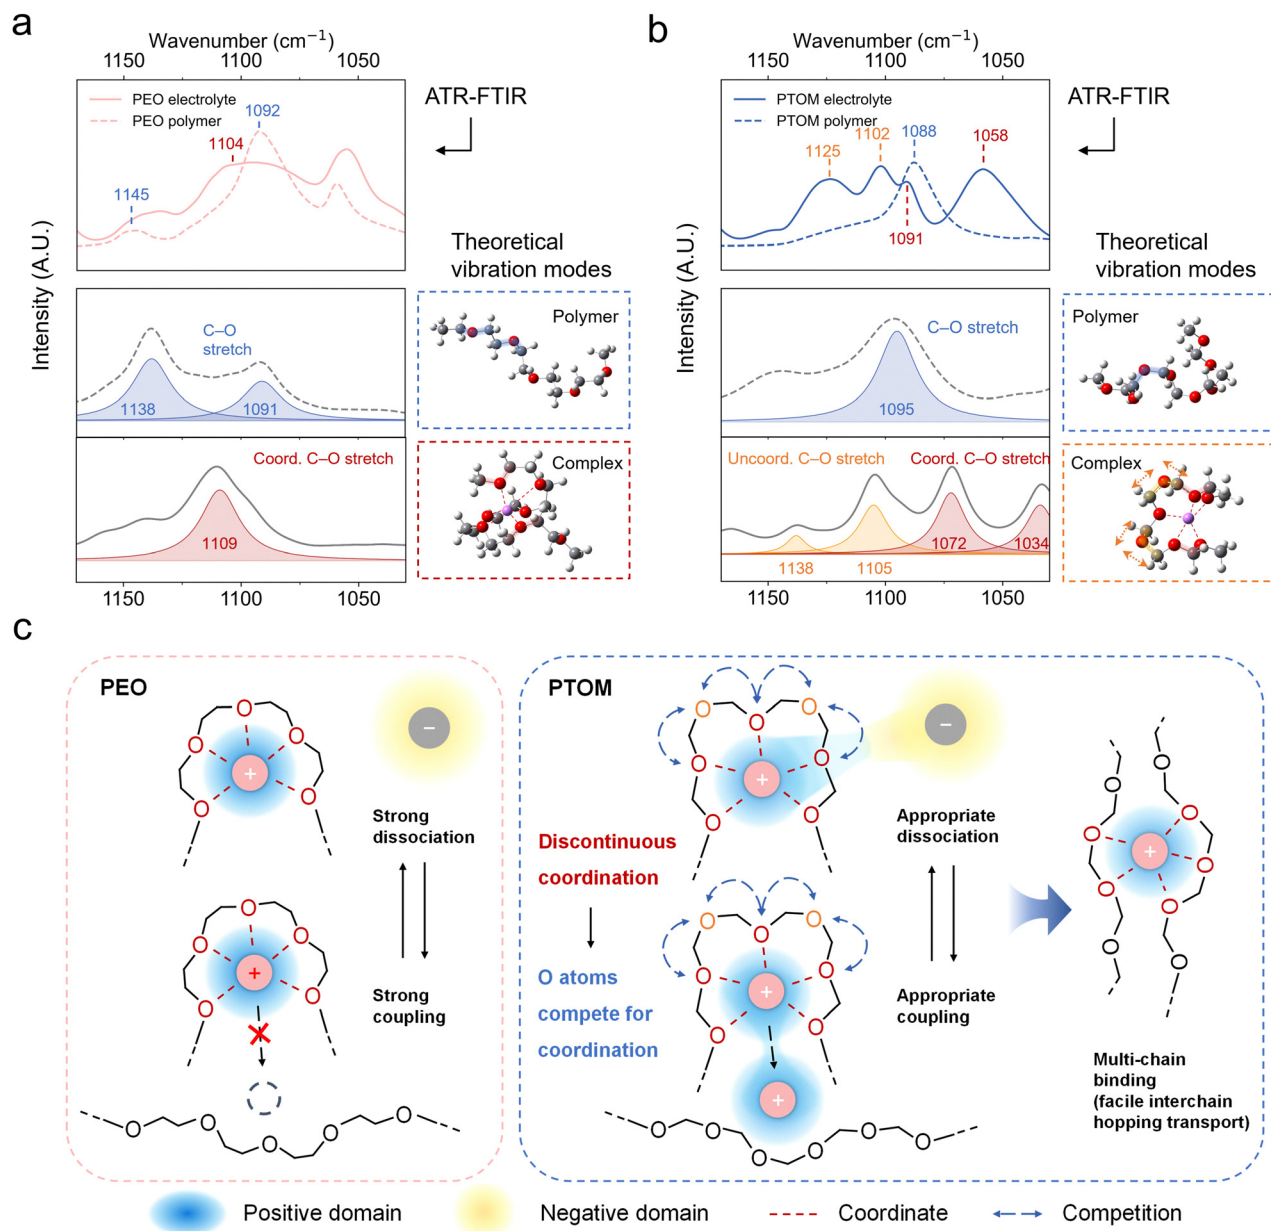 a
Wavenumber (cm⁻¹)
1150 1100 1050
PEO electrolyte
PEO polymer
1092
1104
1145
ATR-FTIR
Intensity (A.U.)
Theoretical
vibration modes
C–O
stretch
1138
1091
Polymer
Coord. C–O stretch
1109
Complex
1150 1100 1050
b
Wavenumber (cm⁻¹)
1150 1100 1050
PTOM electrolyte
PTOM polymer
1125
1102
1088
1058
1091
ATR-FTIR
Intensity (A.U.)
Theoretical
vibration modes
C–O stretch
1095
Polymer
Uncoord. C–O stretch
Coord. C–O stretch
1072
1034
1138
1105
Complex
1150 1100 1050
c
PEO
O O O O O
+
−
Strong
dissociation
O O O O O
+
Strong
coupling
O O O O O
PTOM
O O O O O O O
+
−
Discontinuous
coordination
Appropriate
dissociation
O O O O O O O
+
O atoms
compete for
coordination
Appropriate
coupling
+
O O O O O O
O O O O O O O O
+
Multi-chain
binding
(facile interchain
hopping transport)
Positive domain
Negative domain
Coordinate
Competition